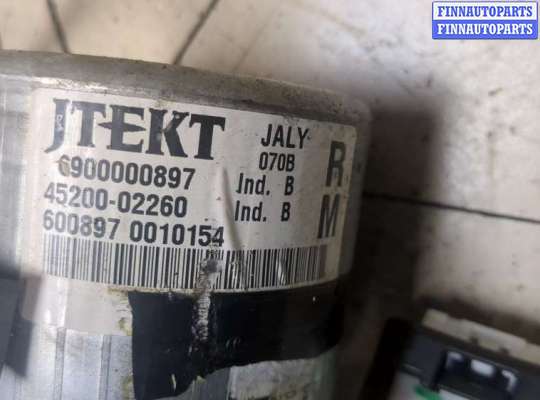 FINNAUTOPARTS
FINNAUTOPARTS
JTEKT JALY
070B R
6900000897 Ind. B
45200-02260 Ind. B M
600897 0010154